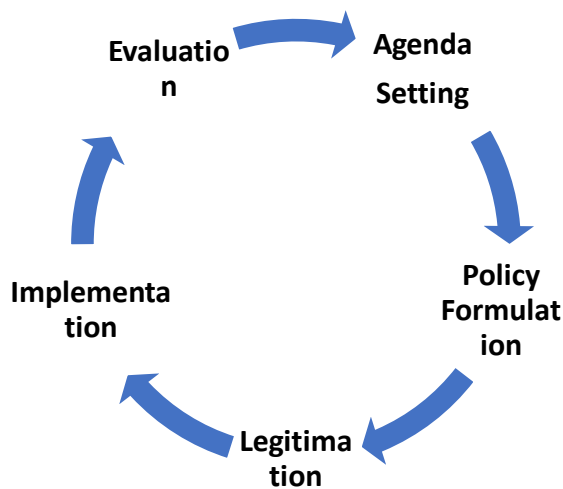 Evaluatio
n
Agenda
Setting
Policy
Formulat
ion
Legitima
tion
Implementa
tion